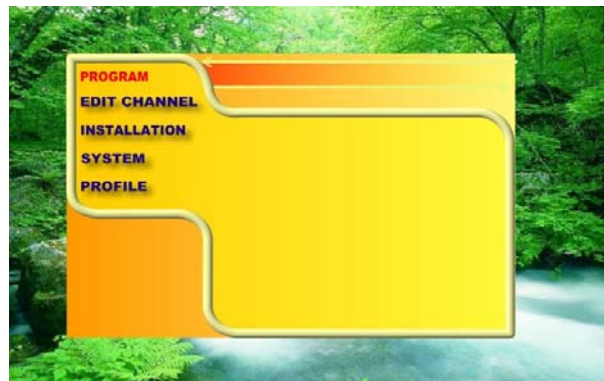 PROGRAM
EDIT CHANNEL
INSTALLATION
SYSTEM
PROFILE